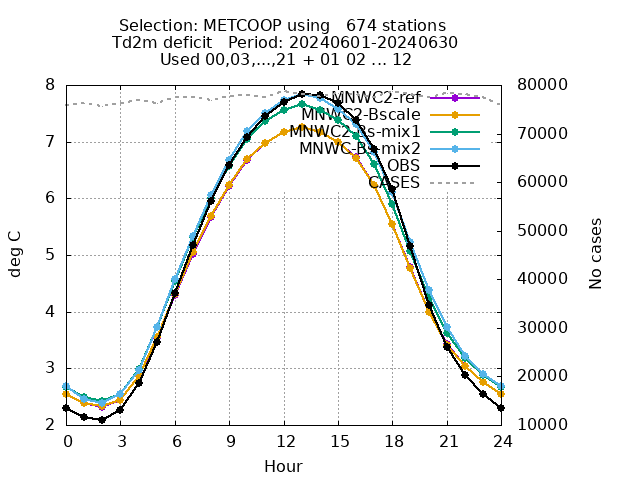 Selection: METCOOP using   674 stations
Td2m deficit   Period: 20240601-20240630
Used 00,03,...,21 + 01 02 ... 12
MNWC2-ref
MNWC2-Bscale
MNWC2-Bs-mix1
MNWC-Bs-mix2
OBS
CASES
deg C
8
7
6
5
4
3
2
80000
70000
60000
50000
40000
30000
20000
10000
No cases
0 3 6 9 12 15 18 21 24
Hour